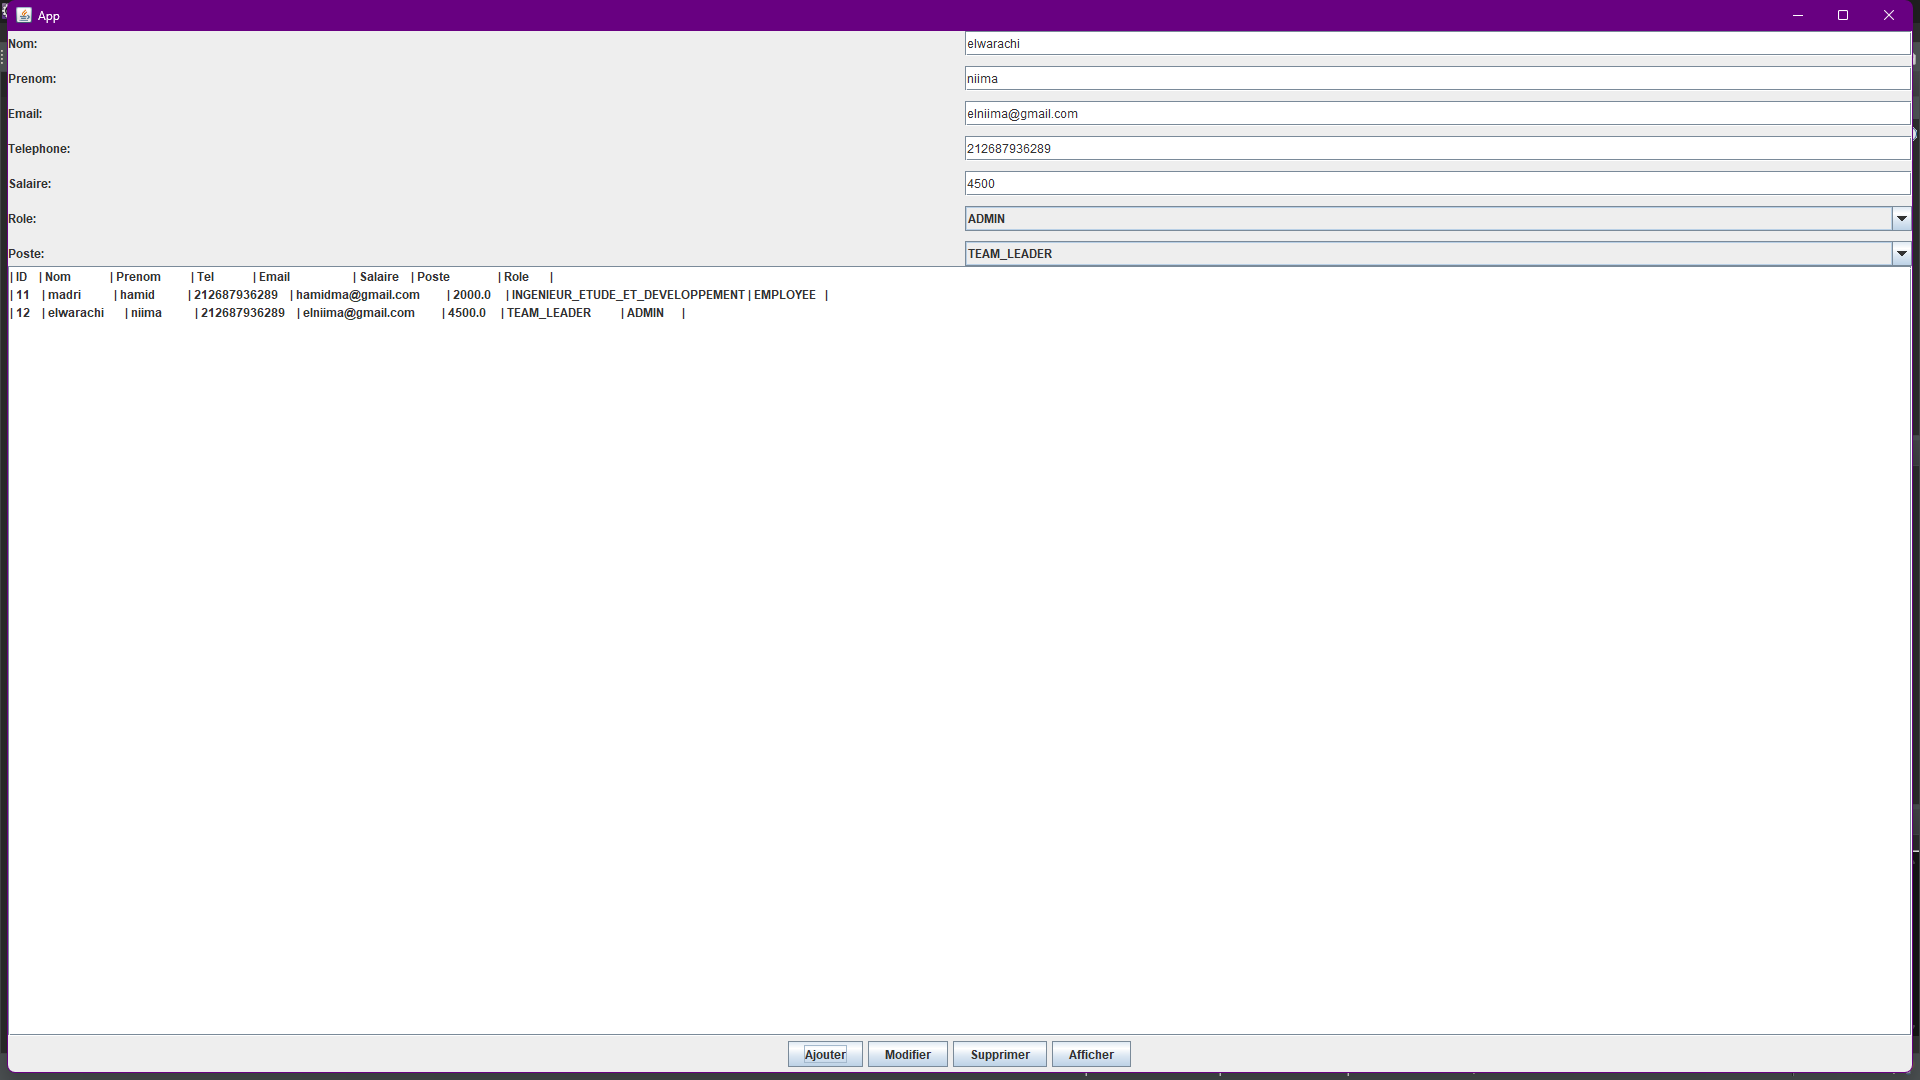 App
Nom: elwarachi
Prenom: niima
Email: elniima@gmail.com
Telephone: 212687936289
Salaire: 4500
Role: ADMIN
Poste: TEAM_LEADER
| ID | Nom | Prenom | Tel | Email | Salaire | Poste | Role |
| 11 | madri | hamid | 212687936289 | hamidma@gmail.com | 2000.0 | INGENIEUR_ETUDE_ET_DEVELOPPEMENT | EMPLOYEE |
| 12 | elwarachi | niima | 212687936289 | elniima@gmail.com | 4500.0 | TEAM_LEADER | ADMIN |
Ajouter Modifier Supprimer Afficher